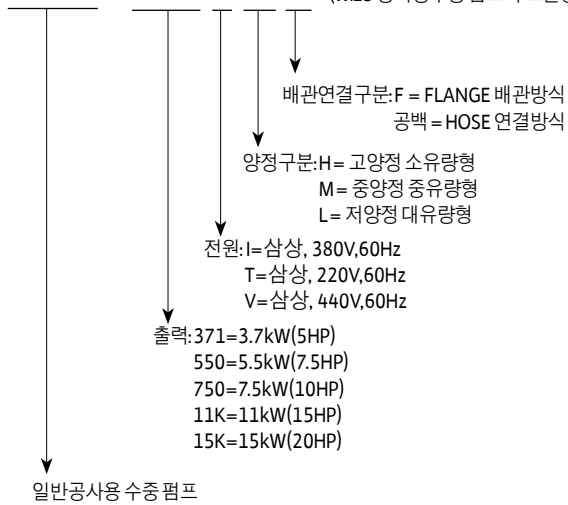 배관연결구분:F = FLANGE 배관방식
공백 = HOSE 연결방식
양정구분:H= 고양정 소유량형
M= 중양정 중유량형
L= 저양정 대유량형
전원:I=삼상, 380V,60Hz
T=삼상, 220V,60Hz
V=삼상, 440V,60Hz
출력:371=3.7kW(5HP)
550=5.5kW(7.5HP)
750=7.5kW(10HP)
11K=11kW(15HP)
15K=15kW(20HP)
일반공사용 수중 펌프